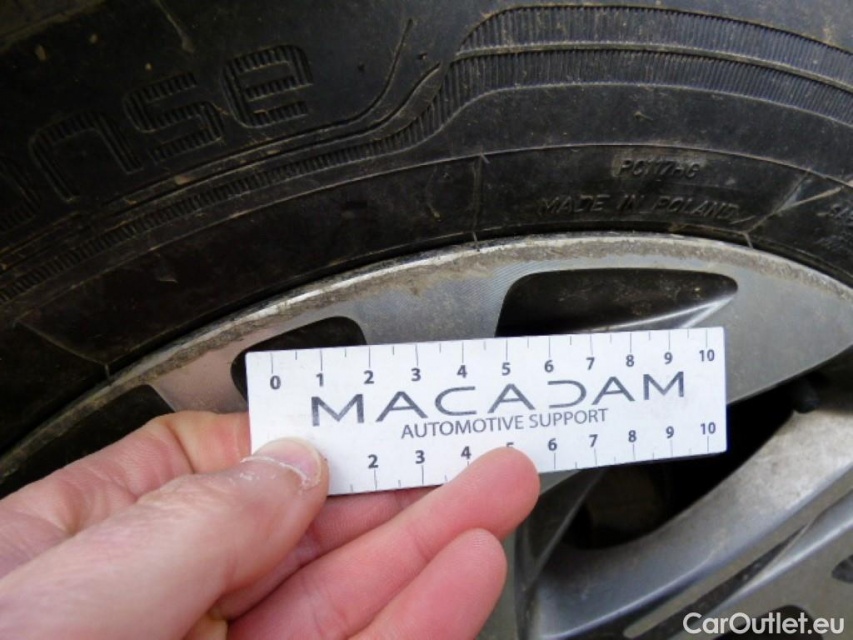 PC117HG
MADE IN POLAND
0 1 2 3 4 5 6 7 8 9 10
MACADAM
AUTOMOTIVE SUPPORT
2 3 4 5 6 7 8 9 10
CarOutlet.eu